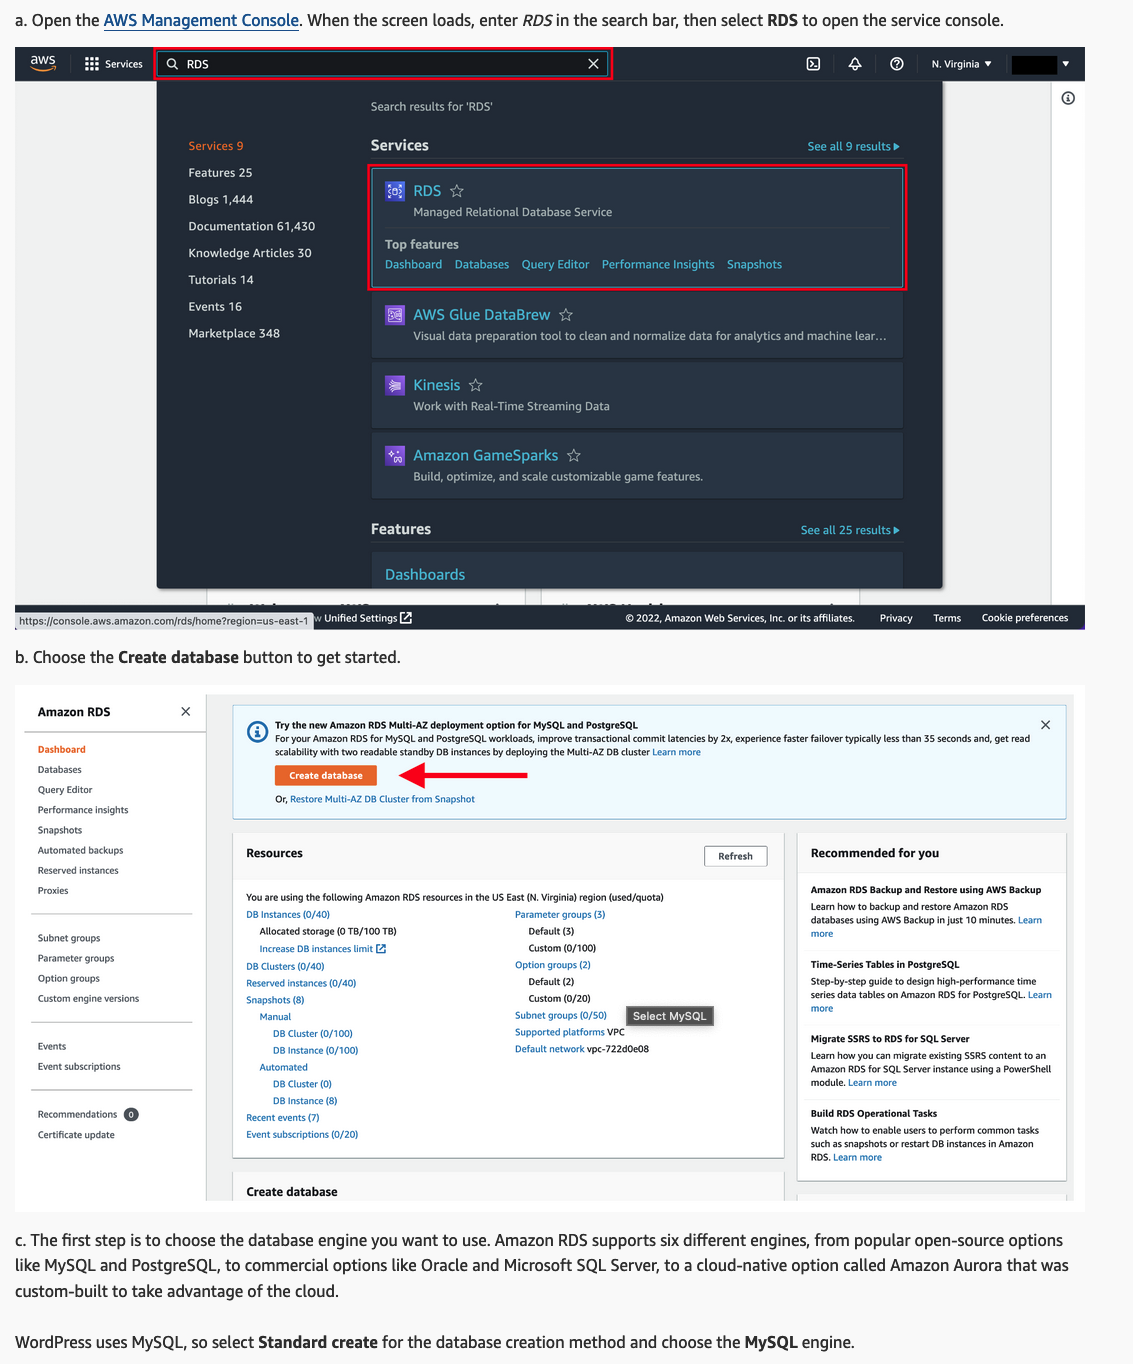 a. Open the AWS Management Console. When the screen loads, enter RDS in the search bar, then select RDS to open the service console.
aws
Services
RDS
N. Virginia
Search results for 'RDS'
Services 9
Features 25
Blogs 1,444
Documentation 61,430
Knowledge Articles 30
Tutorials 14
Events 16
Marketplace 348
Services
See all 9 results
RDS
Managed Relational Database Service
Top features
Dashboard Databases Query Editor Performance Insights Snapshots
AWS Glue DataBrew
Visual data preparation tool to clean and normalize data for analytics and machine lear...
Kinesis
Work with Real-Time Streaming Data
Amazon GameSparks
Build, optimize, and scale customizable game features.
Features
See all 25 results
Dashboards
https://console.aws.amazon.com/rds/home?region=us-east-1
w Unified Settings
© 2022, Amazon Web Services, Inc. or its affiliates.
Privacy
Terms
Cookie preferences
b. Choose the Create database button to get started.
Amazon RDS
Dashboard
Databases
Query Editor
Performance insights
Snapshots
Automated backups
Reserved instances
Proxies
Subnet groups
Parameter groups
Option groups
Custom engine versions
Events
Event subscriptions
Recommendations 0
Certificate update
Try the new Amazon RDS Multi-AZ deployment option for MySQL and PostgreSQL
For your Amazon RDS for MySQL and PostgreSQL workloads, improve transactional commit latencies by 2x, experience faster failover typically less than 35 seconds and, get read
scalability with two readable standby DB instances by deploying the Multi-AZ DB cluster Learn more
Create database
Or, Restore Multi-AZ DB Cluster from Snapshot
Resources
Refresh
You are using the following Amazon RDS resources in the US East (N. Virginia) region (used/quota)
DB Instances (0/40)
Allocated storage (0 TB/100 TB)
Increase DB instances limit
DB Clusters (0/40)
Reserved instances (0/40)
Snapshots (8)
Manual
DB Cluster (0/100)
DB Instance (0/100)
Automated
DB Cluster (0)
DB Instance (8)
Recent events (7)
Event subscriptions (0/20)
Parameter groups (3)
Default (3)
Custom (0/100)
Option groups (2)
Default (2)
Custom (0/20)
Subnet groups (0/50)
Select MySQL
Supported platforms VPC
Default network vpc-722d0e08
Create database
Recommended for you
Amazon RDS Backup and Restore using AWS Backup
Learn how to backup and restore Amazon RDS
databases using AWS Backup in just 10 minutes. Learn
more
Time-Series Tables in PostgreSQL
Step-by-step guide to design high-performance time
series data tables on Amazon RDS for PostgreSQL. Learn
more
Migrate SSRS to RDS for SQL Server
Learn how you can migrate existing SSRS content to an
Amazon RDS for SQL Server instance using a PowerShell
module. Learn more
Build RDS Operational Tasks
Watch how to enable users to perform common tasks
such as snapshots or restart DB instances in Amazon
RDS. Learn more
c. The first step is to choose the database engine you want to use. Amazon RDS supports six different engines, from popular open-source options
like MySQL and PostgreSQL, to commercial options like Oracle and Microsoft SQL Server, to a cloud-native option called Amazon Aurora that was
custom-built to take advantage of the cloud.
WordPress uses MySQL, so select Standard create for the database creation method and choose the MySQL engine.